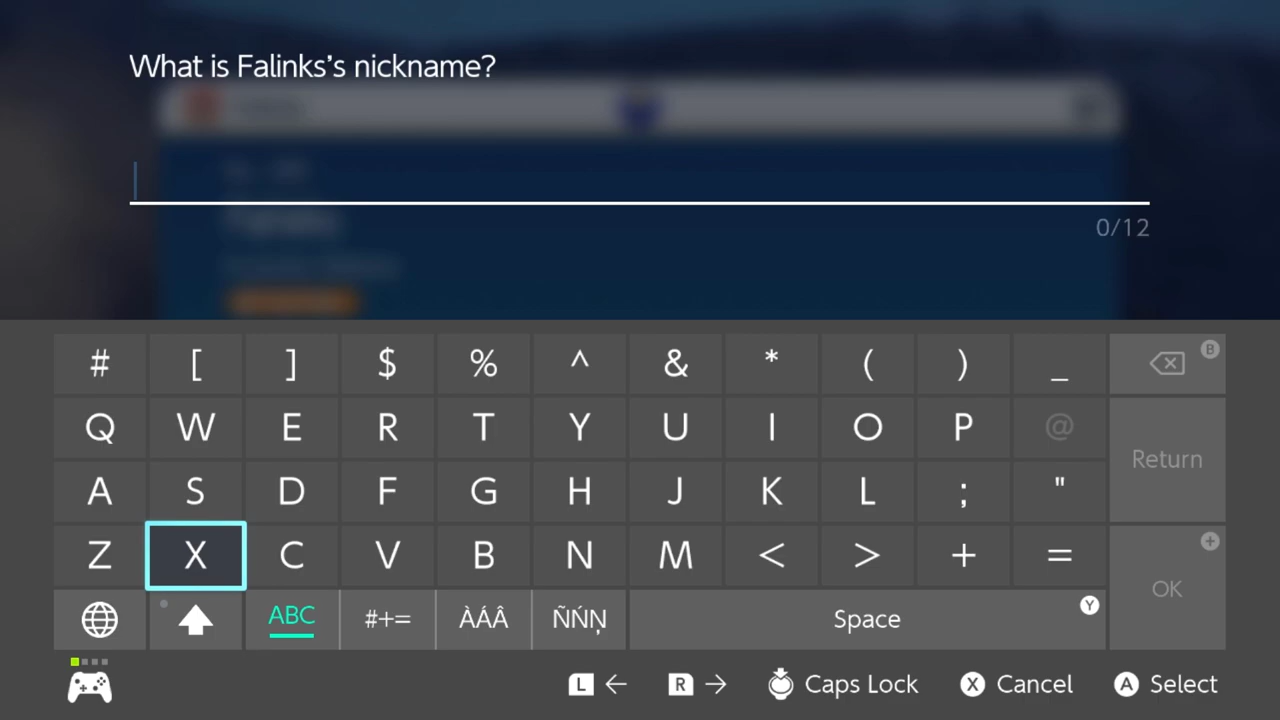 What is Falinks's nickname?
0/12
# [ ] $ % ^ & * ( ) _ B
Q W E R T Y U I O P @ Return
A S D F G H J K L ; "
Z X C V B N M < > + = + OK
ABC #+= ÀÁÂ ÑŃŅ Space Y
L ← R → Caps Lock X Cancel A Select